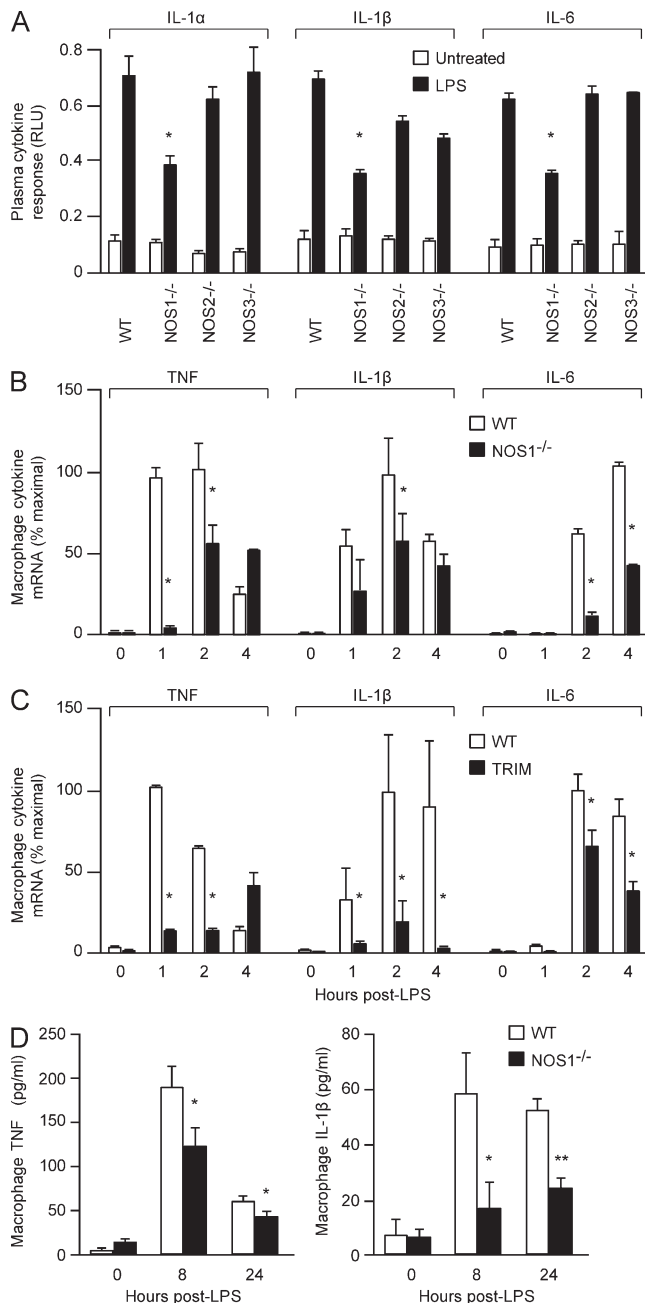 A
IL-1α IL-1β IL-6
Untreated
LPS
Plasma cytokine
response (RLU)
0.8
0.6
0.4
0.2
0
* * *
WT NOS1-/- NOS2-/- NOS3-/- WT NOS1-/- NOS2-/- NOS3-/- WT NOS1-/- NOS2-/- NOS3-/-
B
TNF IL-1β IL-6
WT
NOS1-/-
Macrophage cytokine
mRNA (% maximal)
150
100
50
0
* * * * *
0 1 2 4 0 1 2 4 0 1 2 4
C
TNF IL-1β IL-6
WT
TRIM
Macrophage cytokine
mRNA (% maximal)
150
100
50
0
* * * * * * *
0 1 2 4 0 1 2 4 0 1 2 4
Hours post-LPS
D
Macrophage TNF (pg/ml)
250
200
150
100
50
0
* *
0 8 24
Hours post-LPS
WT
NOS1-/-
Macrophage IL-1β (pg/ml)
80
60
40
20
0
* **
0 8 24
Hours post-LPS